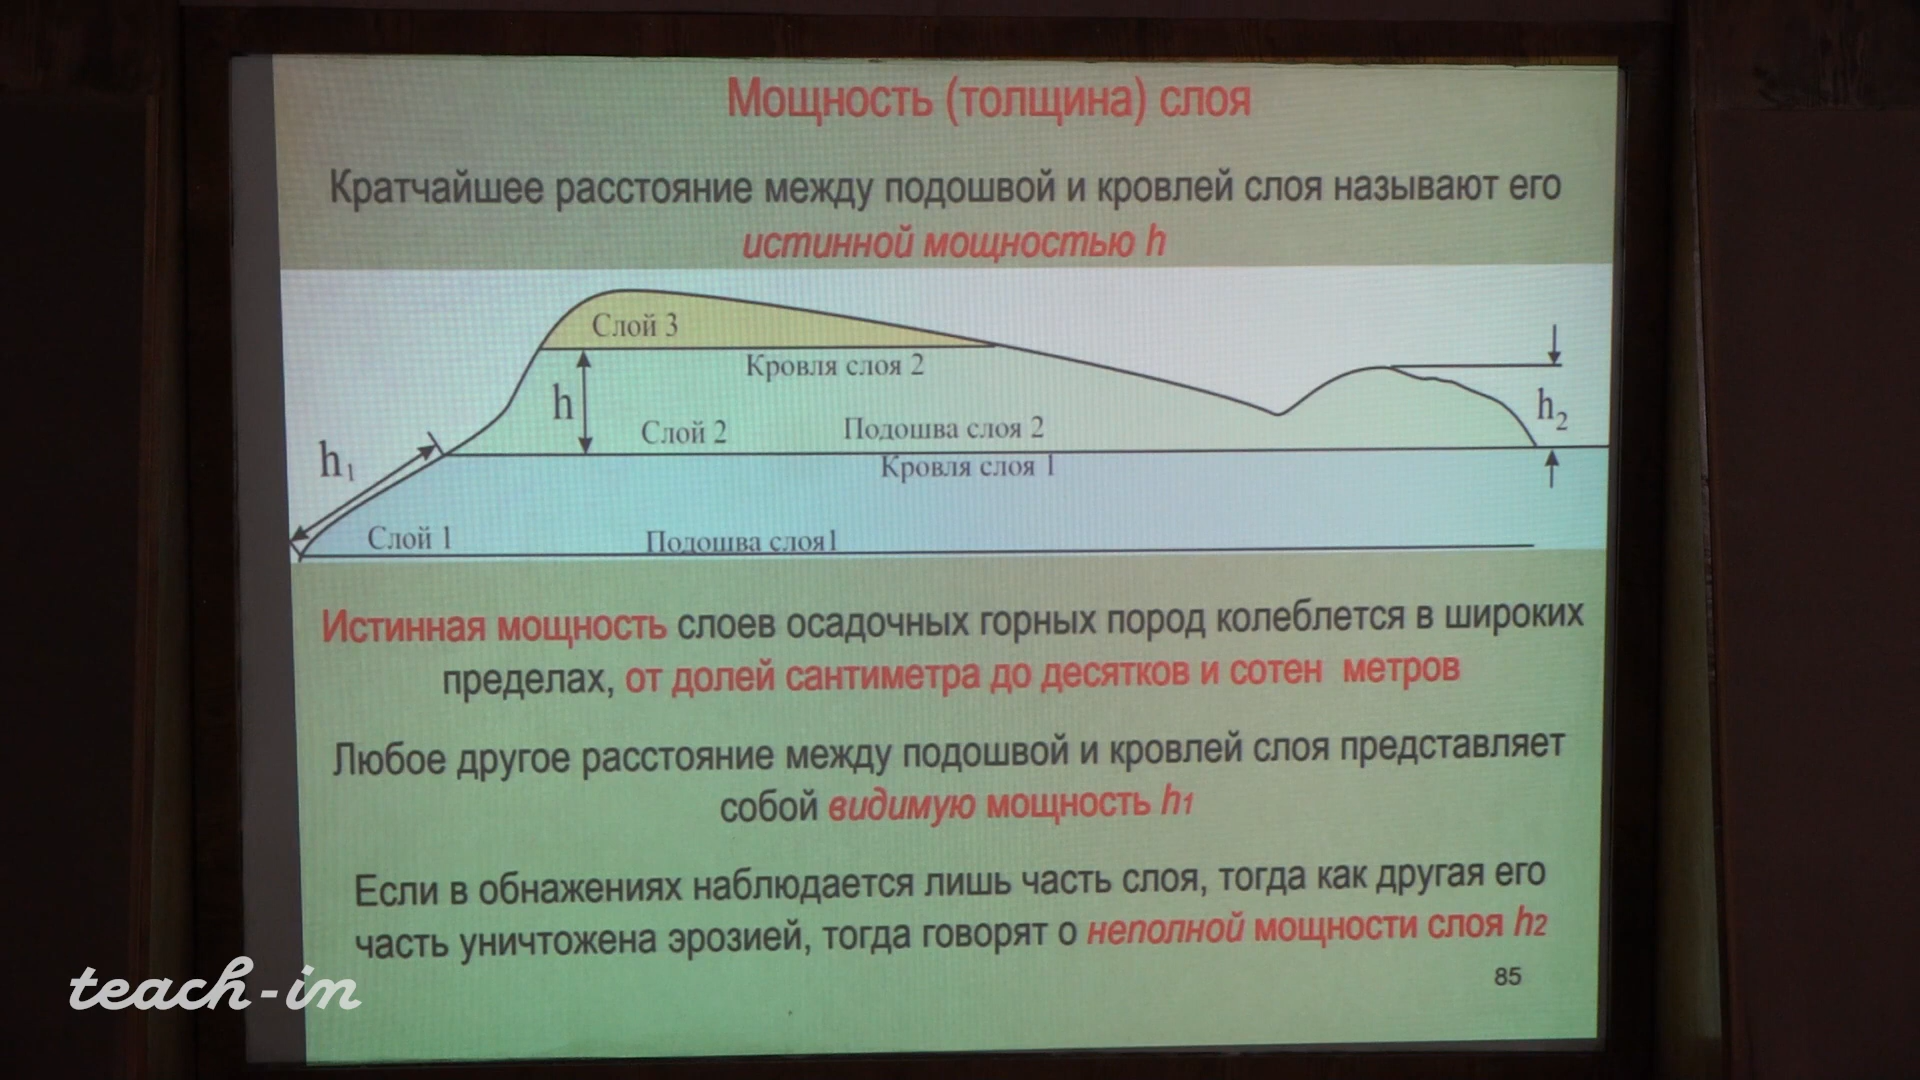 Мощность (толщина) слоя
Кратчайшее расстояние между подошвой и кровлей слоя называют его
истинной мощностью h
Слой 3
Кровля слоя 2
h
h₂
Слой 2
Подошва слоя 2
h₁
Кровля слоя 1
Слой 1
Подошва слоя1
Истинная мощность слоев осадочных горных пород колеблется в широких
пределах, от долей сантиметра до десятков и сотен метров
Любое другое расстояние между подошвой и кровлей слоя представляет
собой видимую мощность h1
Если в обнажениях наблюдается лишь часть слоя, тогда как другая его
часть уничтожена эрозией, тогда говорят о неполной мощности слоя h2
85
teach-in